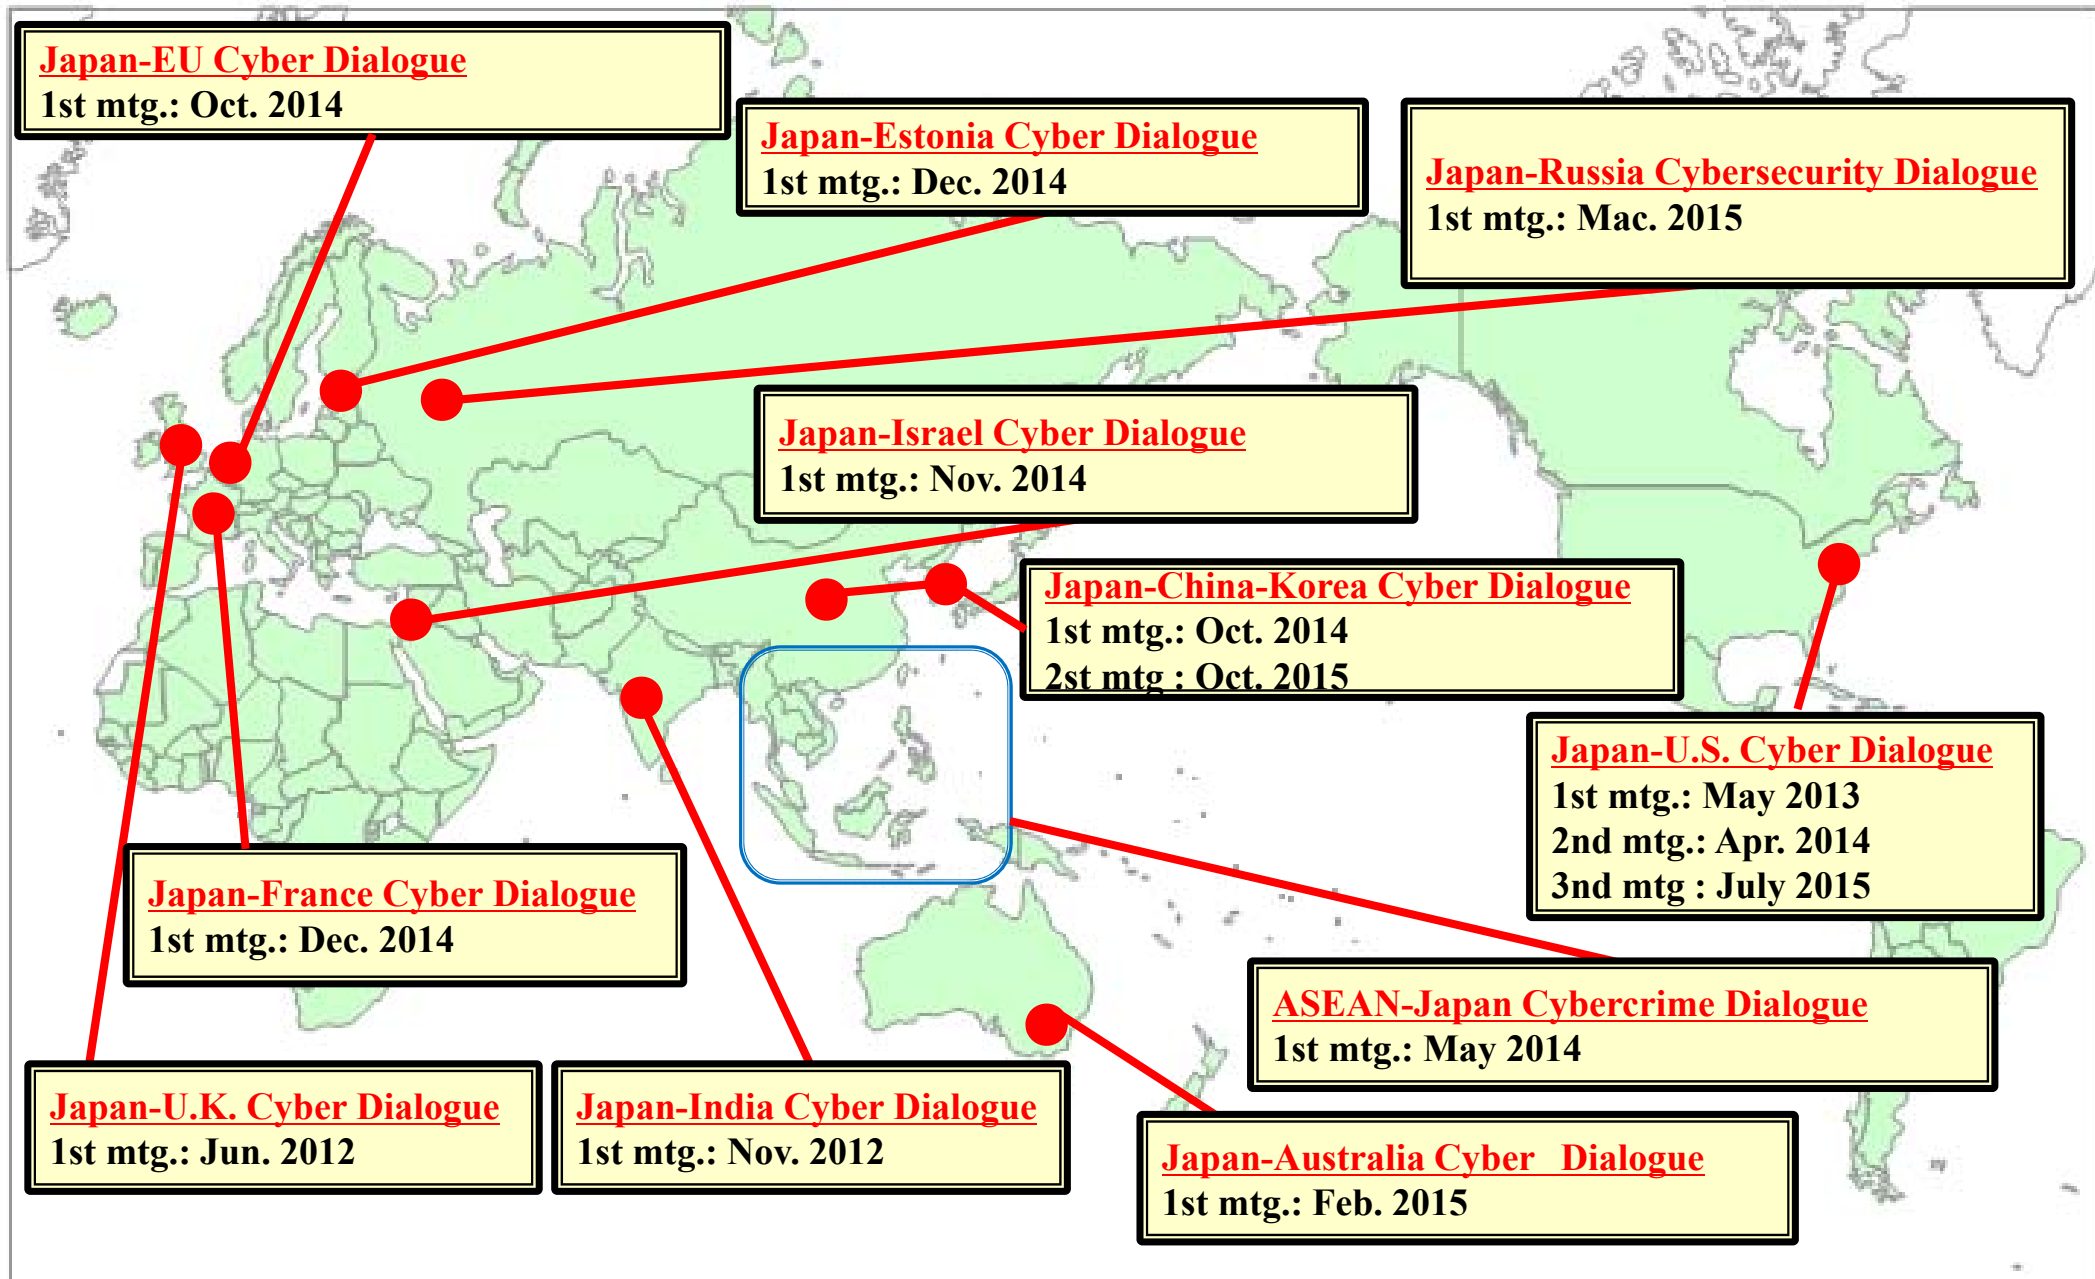 Japan-EU Cyber Dialogue
1st mtg.: Oct. 2014
Japan-Estonia Cyber Dialogue
1st mtg.: Dec. 2014
Japan-Russia Cybersecurity Dialogue
1st mtg.: Mac. 2015
Japan-Israel Cyber Dialogue
1st mtg.: Nov. 2014
Japan-China-Korea Cyber Dialogue
1st mtg.: Oct. 2014
2st mtg : Oct. 2015
Japan-U.S. Cyber Dialogue
1st mtg.: May 2013
2nd mtg.: Apr. 2014
3nd mtg : July 2015
Japan-France Cyber Dialogue
1st mtg.: Dec. 2014
ASEAN-Japan Cybercrime Dialogue
1st mtg.: May 2014
Japan-U.K. Cyber Dialogue
1st mtg.: Jun. 2012
Japan-India Cyber Dialogue
1st mtg.: Nov. 2012
Japan-Australia Cyber Dialogue
1st mtg.: Feb. 2015